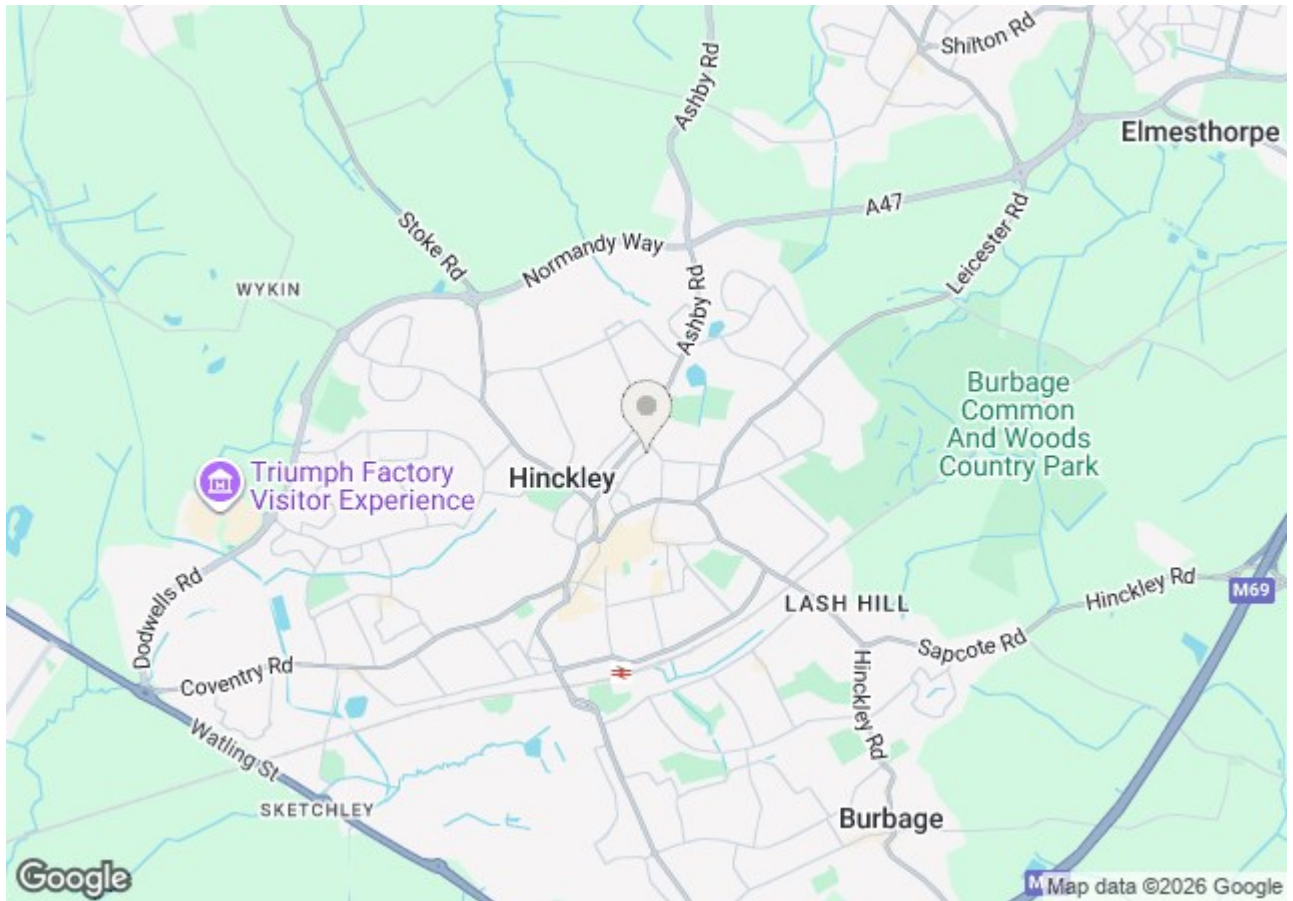 Shilton Rd
Ashby Rd
Elmesthorpe
A47
Leicester Rd
Stoke Rd
Normandy Way
WYKIN
Ashby Rd
Burbage
Common
And Woods
Country Park
Triumph Factory
Visitor Experience
Hinckley
Dodwells Rd
Hinckley Rd
M69
LASH HILL
Sapcote Rd
Coventry Rd
Hinckley Rd
Watling St
SKETCHLEY
Burbage
Google
Map data ©2026 Google